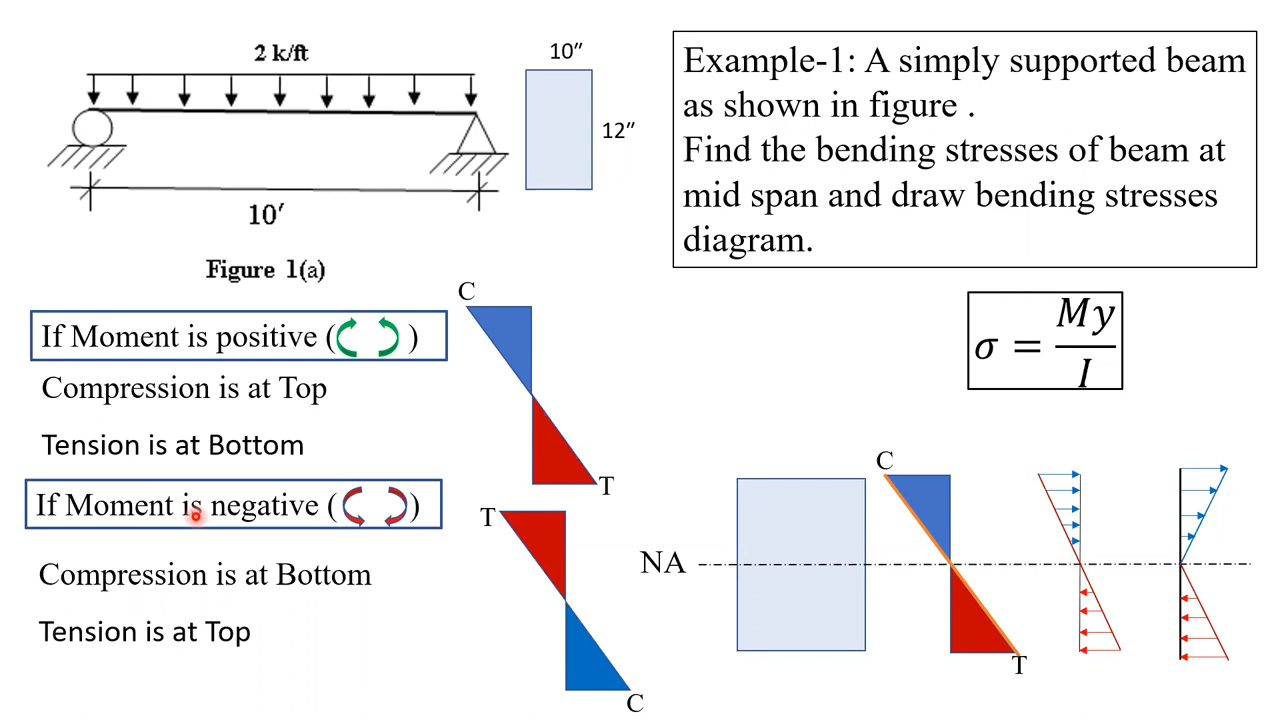 2 k/ft
10″
12″
10′
Figure 1(a)
Example-1: A simply supported beam
as shown in figure .
Find the bending stresses of beam at
mid span and draw bending stresses
diagram.
If Moment is positive ( )
Compression is at Top
Tension is at Bottom
C
T
If Moment is negative ( )
Compression is at Bottom
Tension is at Top
T
C
σ = My/I
NA
C
T